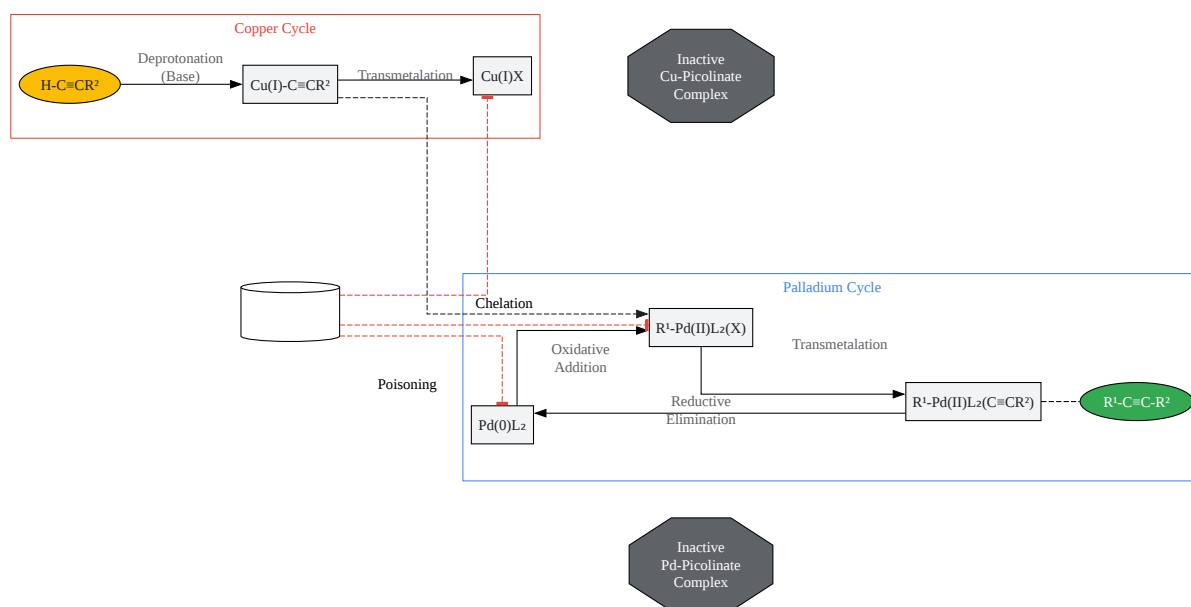 Copper Cycle
Deprotonation
(Base)
H-C≡CR²
Cu(I)-C≡CR²
Transmetalation
Cu(I)X
Inactive
Cu-Picolinate
Complex
Palladium Cycle
Chelation
R¹-Pd(II)L₂(X)
Oxidative
Addition
Transmetalation
Poisoning
Pd(0)L₂
Reductive
Elimination
R¹-Pd(II)L₂(C≡CR²)
R¹-C≡C-R²
Inactive
Pd-Picolinate
Complex